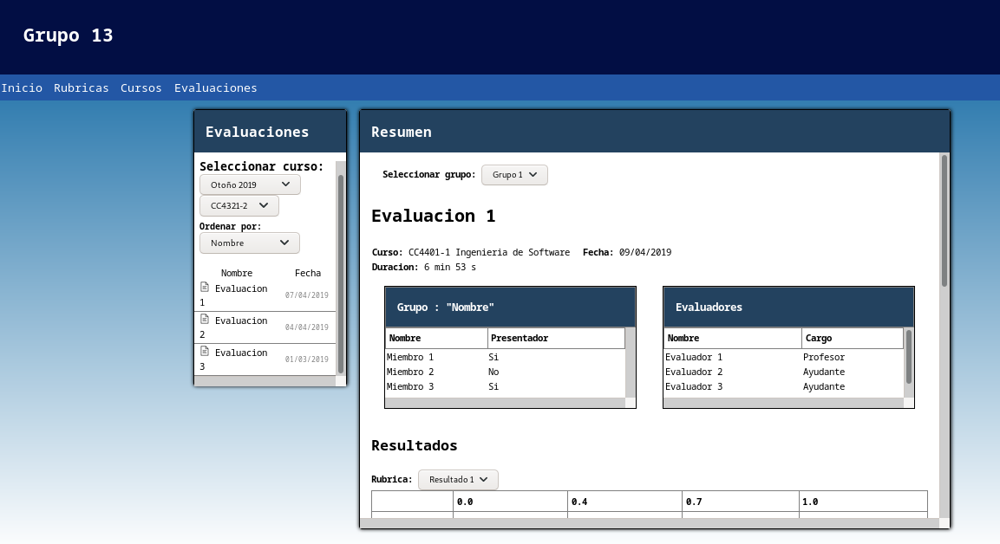 Grupo 13
Inicio Rubricas Cursos Evaluaciones
Evaluaciones
Seleccionar curso:
Otoño 2019
CC4321-2
Ordenar por:
Nombre
Nombre Fecha
Evaluacion 1 07/04/2019
Evaluacion 2 04/04/2019
Evaluacion 3 01/03/2019
Resumen
Seleccionar grupo: Grupo 1
Evaluacion 1
Curso: CC4401-1 Ingenieria de Software Fecha: 09/04/2019
Duracion: 6 min 53 s
Grupo : "Nombre"
Nombre Presentador
Miembro 1 Si
Miembro 2 No
Miembro 3 Si
Evaluadores
Nombre Cargo
Evaluador 1 Profesor
Evaluador 2 Ayudante
Evaluador 3 Ayudante
Resultados
Rubrica: Resultado 1
0.0 0.4 0.7 1.0